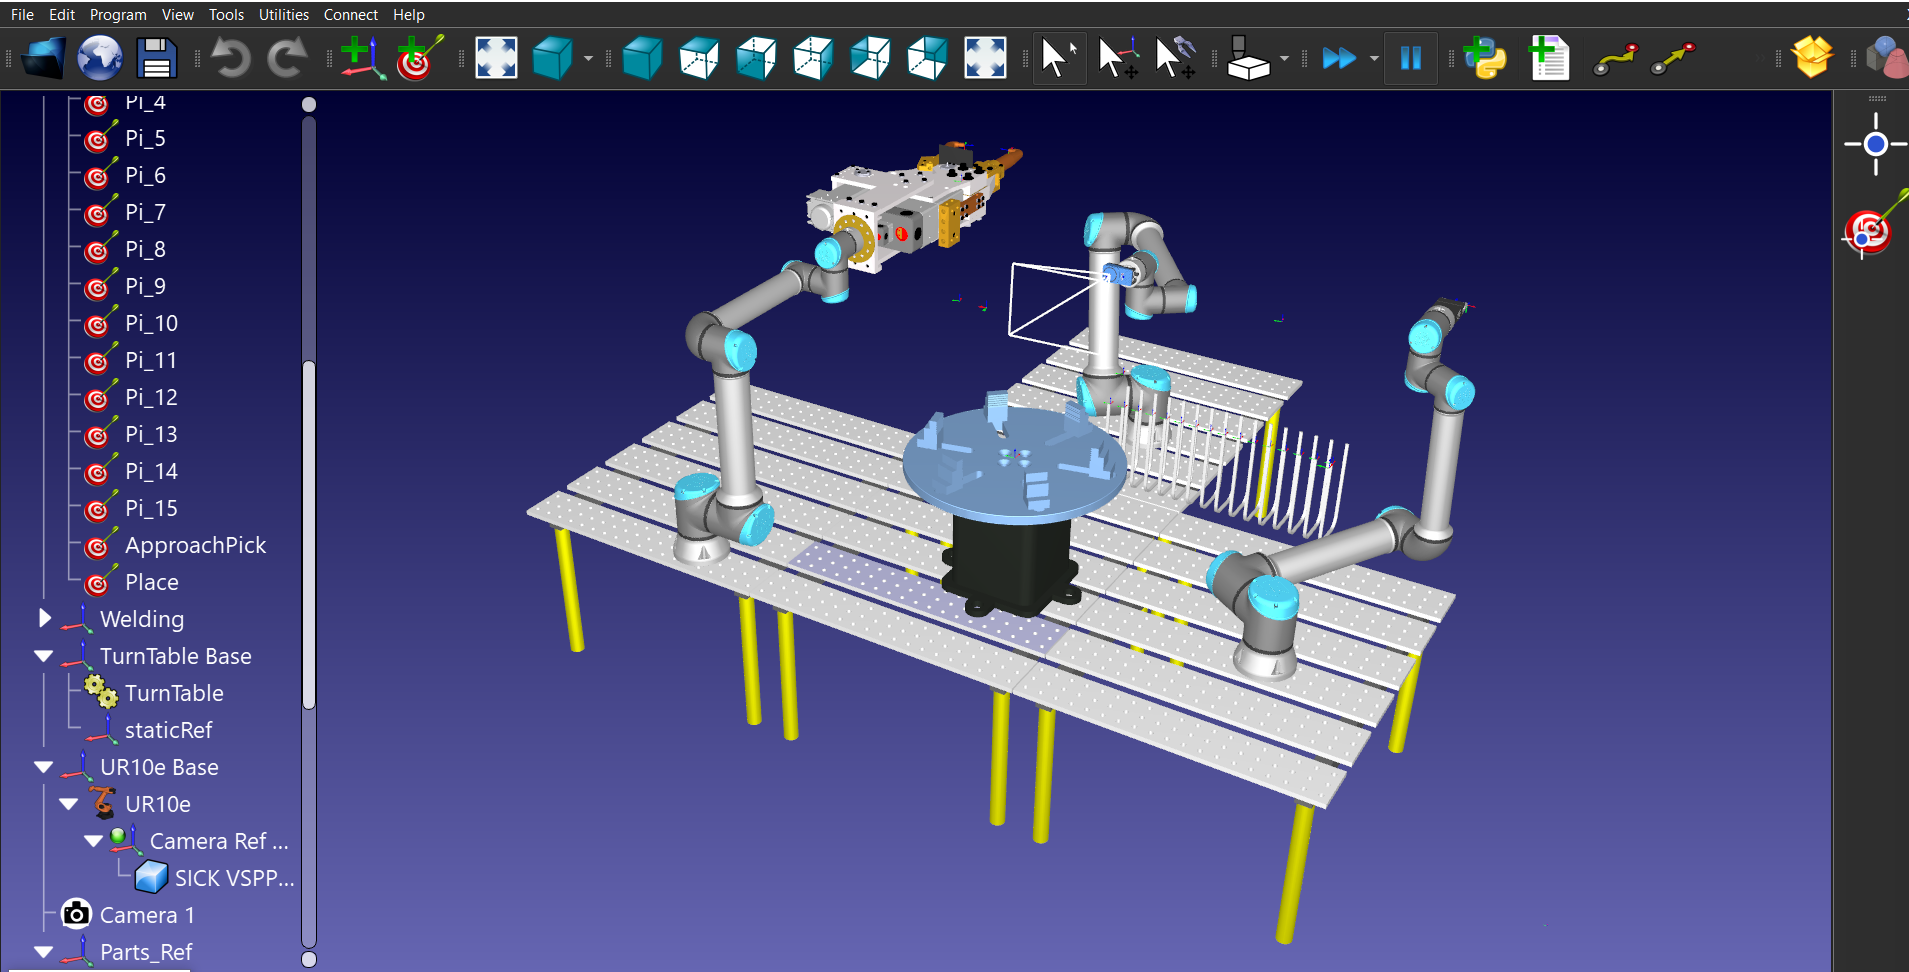 File Edit Program View Tools Utilities Connect Help
Pi_4
Pi_5
Pi_6
Pi_7
Pi_8
Pi_9
Pi_10
Pi_11
Pi_12
Pi_13
Pi_14
Pi_15
ApproachPick
Place
Welding
TurnTable Base
TurnTable
staticRef
UR10e Base
UR10e
Camera Ref ...
SICK VSPP...
Camera 1
Parts_Ref